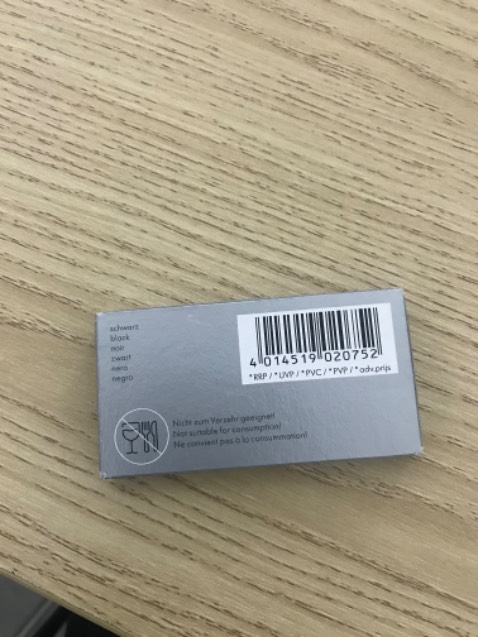 schwarz
black
noir
zwart
nero
negro
4 014519 020752
*RRP / *UVP / *PVC / *PVP / *adv.prijs
Nicht zum Verzehr geeignet!
Not suitable for consumption!
Ne convient pas à la consummation!